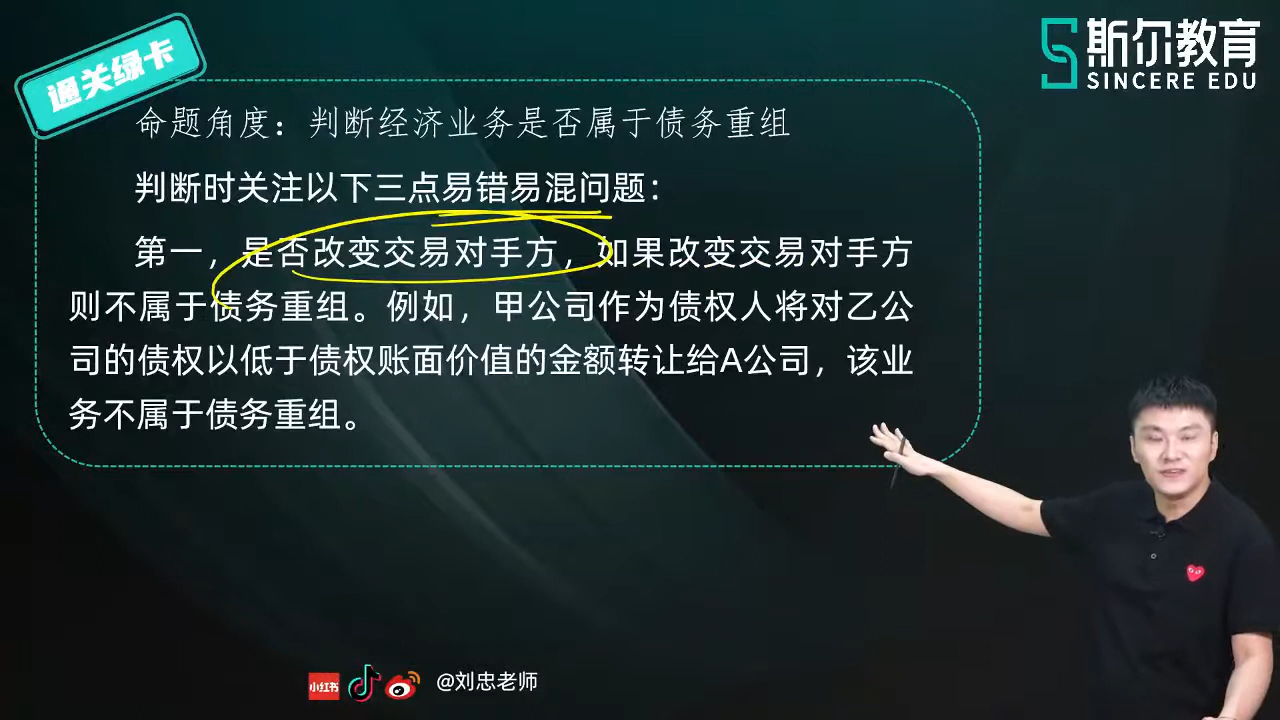 通关绿卡
斯尔教育
SINCERE EDU
命题角度：判断经济业务是否属于债务重组
判断时关注以下三点易错易混问题：
第一，是否改变交易对手方，如果改变交易对手方
则不属于债务重组。例如，甲公司作为债权人将对乙公
司的债权以低于债权账面价值的金额转让给A公司，该业
务不属于债务重组。
小红书
@刘忠老师